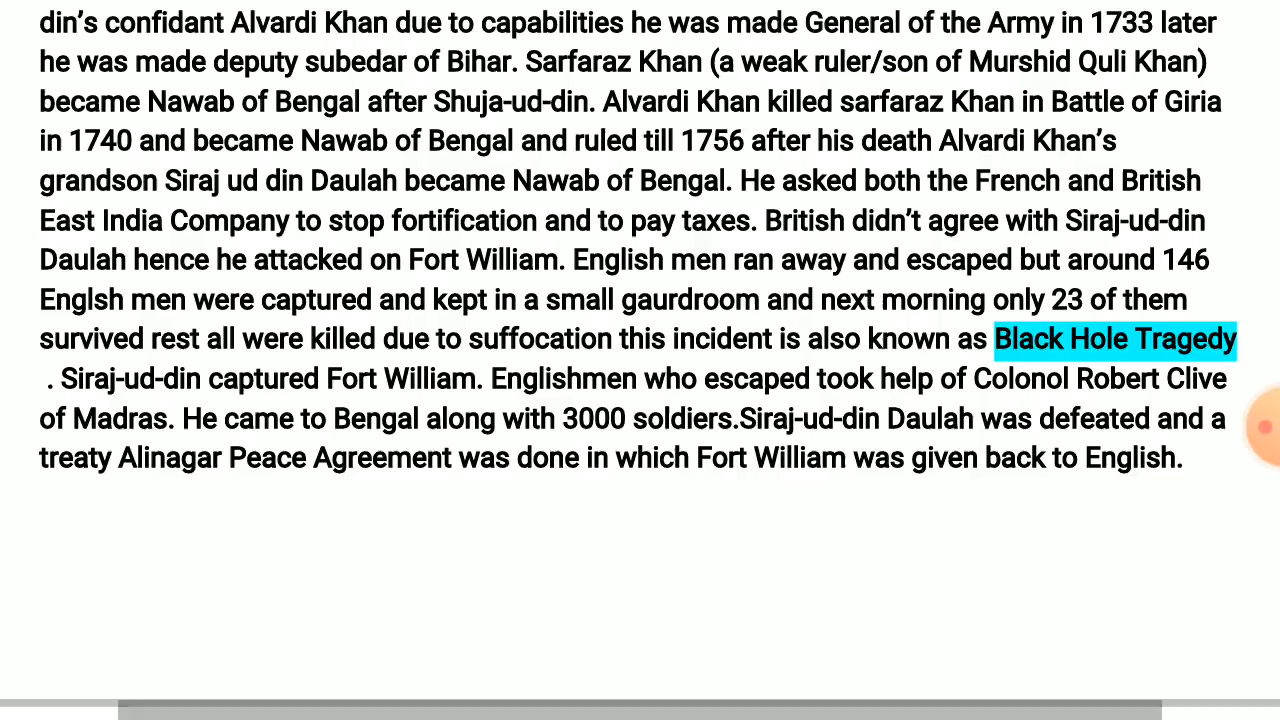 din’s confidant Alvardi Khan due to capabilities he was made General of the Army in 1733 later
he was made deputy subedar of Bihar. Sarfaraz Khan (a weak ruler/son of Murshid Quli Khan)
became Nawab of Bengal after Shuja-ud-din. Alvardi Khan killed sarfaraz Khan in Battle of Giria
in 1740 and became Nawab of Bengal and ruled till 1756 after his death Alvardi Khan’s
grandson Siraj ud din Daulah became Nawab of Bengal. He asked both the French and British
East India Company to stop fortification and to pay taxes. British didn’t agree with Siraj-ud-din
Daulah hence he attacked on Fort William. English men ran away and escaped but around 146
Englsh men were captured and kept in a small gaurdroom and next morning only 23 of them
survived rest all were killed due to suffocation this incident is also known as Black Hole Tragedy
. Siraj-ud-din captured Fort William. Englishmen who escaped took help of Colonol Robert Clive
of Madras. He came to Bengal along with 3000 soldiers.Siraj-ud-din Daulah was defeated and a
treaty Alinagar Peace Agreement was done in which Fort William was given back to English.